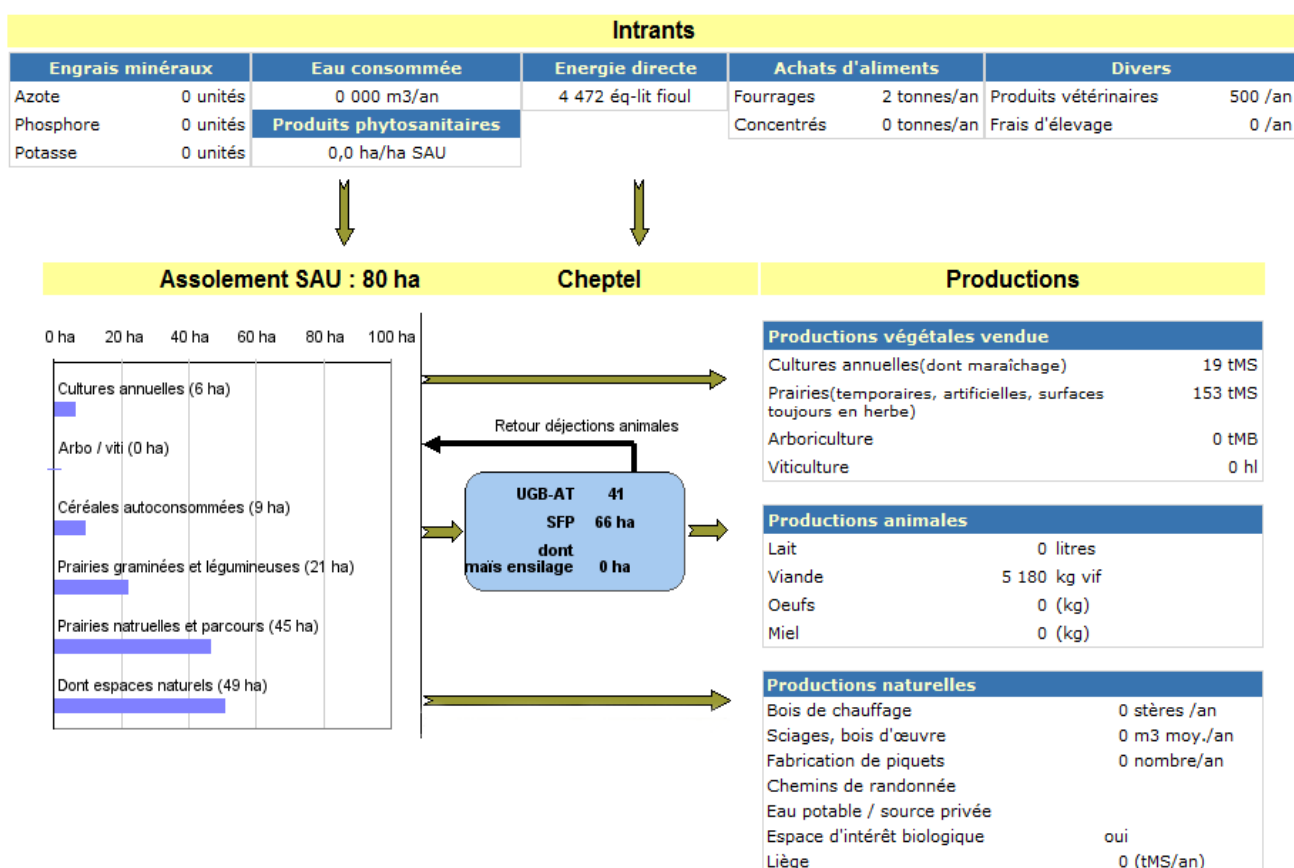 Intrants
Engrais minéraux
Azote 0 unités
Phosphore 0 unités
Potasse 0 unités
Eau consommée
0 000 m3/an
Produits phytosanitaires
0,0 ha/ha SAU
Energie directe
4 472 éq-lit fioul
Achats d'aliments
Fourrages 2 tonnes/an
Concentrés 0 tonnes/an
Divers
Produits vétérinaires 500 /an
Frais d'élevage 0 /an
Assolement SAU : 80 ha
Cheptel
Productions
0 ha 20 ha 40 ha 60 ha 80 ha 100 ha
Cultures annuelles (6 ha)
Arbo / viti (0 ha)
Céréales autoconsommées (9 ha)
Prairies graminées et légumineuses (21 ha)
Prairies natruelles et parcours (45 ha)
Dont espaces naturels (49 ha)
Retour déjections animales
UGB-AT 41
SFP 66 ha
dont
maïs ensilage 0 ha
Productions végétales vendue
Cultures annuelles(dont maraîchage) 19 tMS
Prairies(temporaires, artificielles, surfaces 153 tMS
toujours en herbe)
Arboriculture 0 tMB
Viticulture 0 hl
Productions animales
Lait 0 litres
Viande 5 180 kg vif
Oeufs 0 (kg)
Miel 0 (kg)
Productions naturelles
Bois de chauffage 0 stères /an
Sciages, bois d'œuvre 0 m3 moy./an
Fabrication de piquets 0 nombre/an
Chemins de randonnée
Eau potable / source privée
Espace d'intérêt biologique oui
Liège 0 (tMS/an)